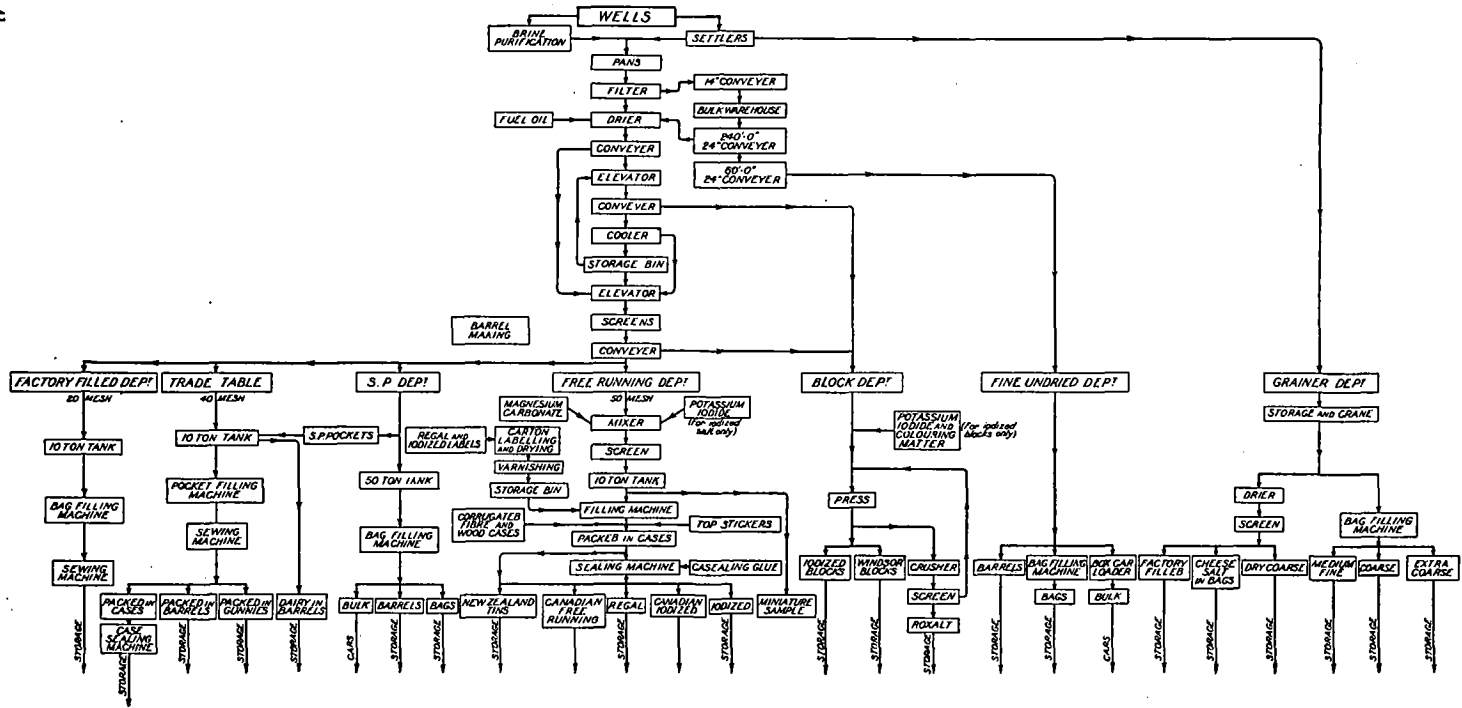 WELLS
BRINE
PURIFICATION
SETTLERS
PANS
FILTER
14" CONVEYER
BULK WAREHOUSE
FUEL OIL
DRIER
240'-0"
24" CONVEYER
CONVEYER
60'-0"
24" CONVEYER
ELEVATOR
CONVEYER
COOLER
STORAGE BIN
ELEVATOR
SCREENS
BARREL
MAKING
CONVEYER
FACTORY FILLED DEPT
20 MESH
10 TON TANK
BAG FILLING
MACHINE
SEWING
MACHINE
STORAGE
TRADE TABLE
40 MESH
10 TON TANK
S.P. POCKETS
POCKET FILLING
MACHINE
SEWING
MACHINE
PACKED IN
CASES
CASE
SEALING
MACHINE
STORAGE
PACKED IN
BARRELS
STORAGE
PACKED IN
GUNNIES
STORAGE
DAIRY IN
BARRELS
STORAGE
S.P DEPT
50 TON TANK
BAG FILLING
MACHINE
BULK
CARS
BARRELS
STORAGE
BAGS
STORAGE
FREE RUNNING DEPT
50 MESH
MAGNESIUM
CARBONATE
POTASSIUM
IODIDE
(for iodized
salt only)
MIXER
REGAL AND
IODIZED LABELS
CARTON
LABELLING
AND DRYING
SCREEN
VARNISHING
10 TON TANK
STORAGE BIN
FILLING MACHINE
CORRUGATED
FIBRE AND
WOOD CASES
TOP STICKERS
PACKED IN CASES
SEALING MACHINE
CASEALING GLUE
NEW ZEALAND
TINS
STORAGE
CANADIAN
FREE
RUNNING
REGAL
STORAGE
CANADIAN
IODIZED
IODIZED
STORAGE
MINIATURE
SAMPLE
BLOCK DEPT
POTASSIUM
IODIDE AND
COLOURING
MATTER
(for iodized
blocks only)
PRESS
IODIZED
BLOCKS
STORAGE
WINDSOR
BLOCKS
STORAGE
CRUSHER
SCREEN
ROXALT
STORAGE
FINE UNDRIED DEPT
BARRELS
STORAGE
BAG FILLING
MACHINE
BAGS
STORAGE
BOX CAR
LOADER
BULK
CARS
GRAINER DEPT
STORAGE AND CRANE
DRIER
SCREEN
FACTORY
FILLED
STORAGE
CHEESE
SALT
IN BAGS
STORAGE
DRY COARSE
STORAGE
BAG FILLING
MACHINE
MEDIUM
FINE
STORAGE
COARSE
STORAGE
EXTRA
COARSE
STORAGE